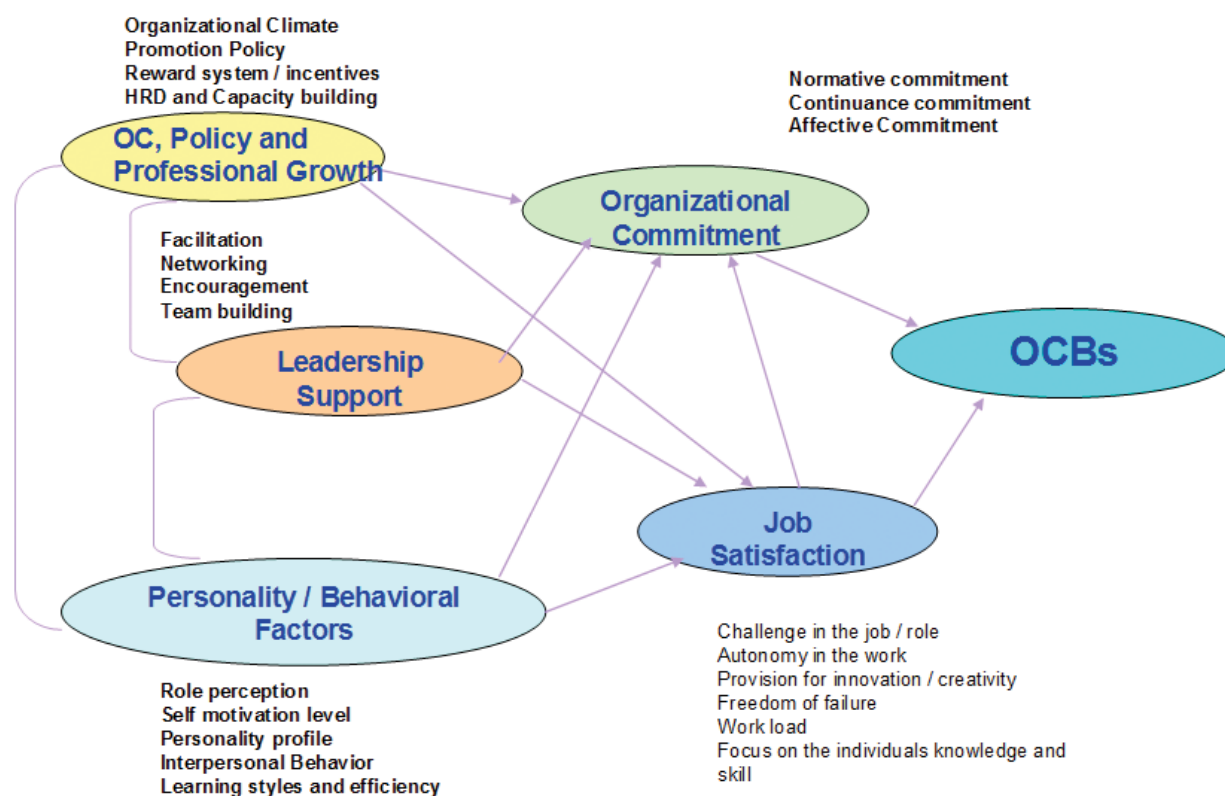 Organizational Climate
Promotion Policy
Reward system / incentives
HRD and Capacity building
OC, Policy and
Professional Growth
Normative commitment
Continuance commitment
Affective Commitment
Organizational
Commitment
Facilitation
Networking
Encouragement
Team building
Leadership
Support
OCBs
Job
Satisfaction
Personality / Behavioral
Factors
Challenge in the job / role
Autonomy in the work
Provision for innovation / creativity
Freedom of failure
Work load
Focus on the individuals knowledge and
skill
Role perception
Self motivation level
Personality profile
Interpersonal Behavior
Learning styles and efficiency